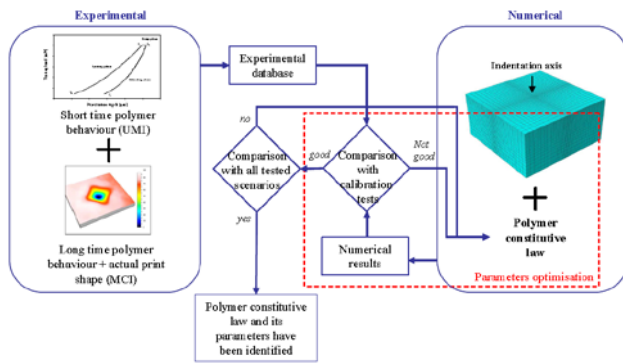 Experimental
Numerical
Short time polymer
behaviour (UMI)
+
Long time polymer
behaviour + actual print
shape (MCI)
Experimental
database
no
Comparison
with all tested
scenarios
yes
good
Comparison
with
calibration
tests
Not
good
Numerical
results
Polymer constitutive
law and its
parameters have
been identified
Indentation axis
+
Polymer
constitutive
law
Parameters optimisation